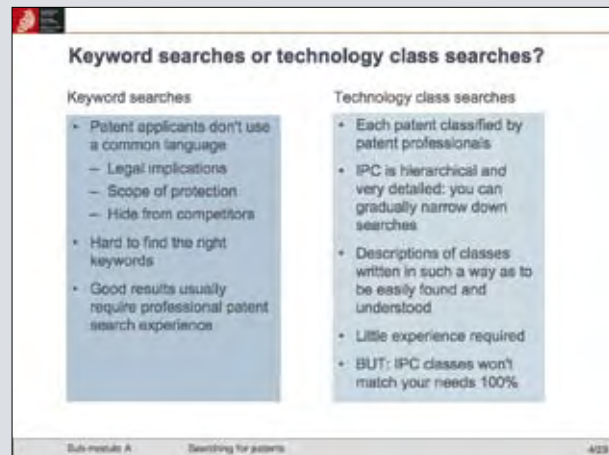 Keyword searches or technology class searches?
Keyword searches
• Patent applicants don't use
a common language
– Legal implications
– Scope of protection
– Hide from competitors
• Hard to find the right
keywords
• Good results usually
require professional patent
search experience
Technology class searches
• Each patent classified by
patent professionals
• IPC is hierarchical and
very detailed: you can
gradually narrow down
searches
• Descriptions of classes
written in such a way as to
be easily found and
understood
• Little experience required
• BUT: IPC classes won't
match your needs 100%
Sub-module A Searching for patents 4/23